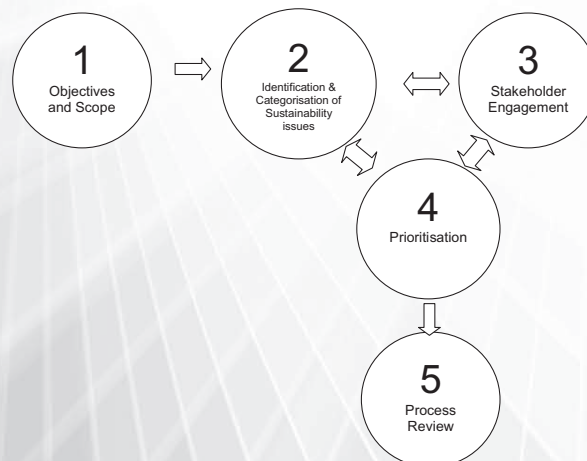 1
Objectives
and Scope
2
Identification &
Categorisation of
Sustainability
issues
3
Stakeholder
Engagement
4
Prioritisation
5
Process
Review